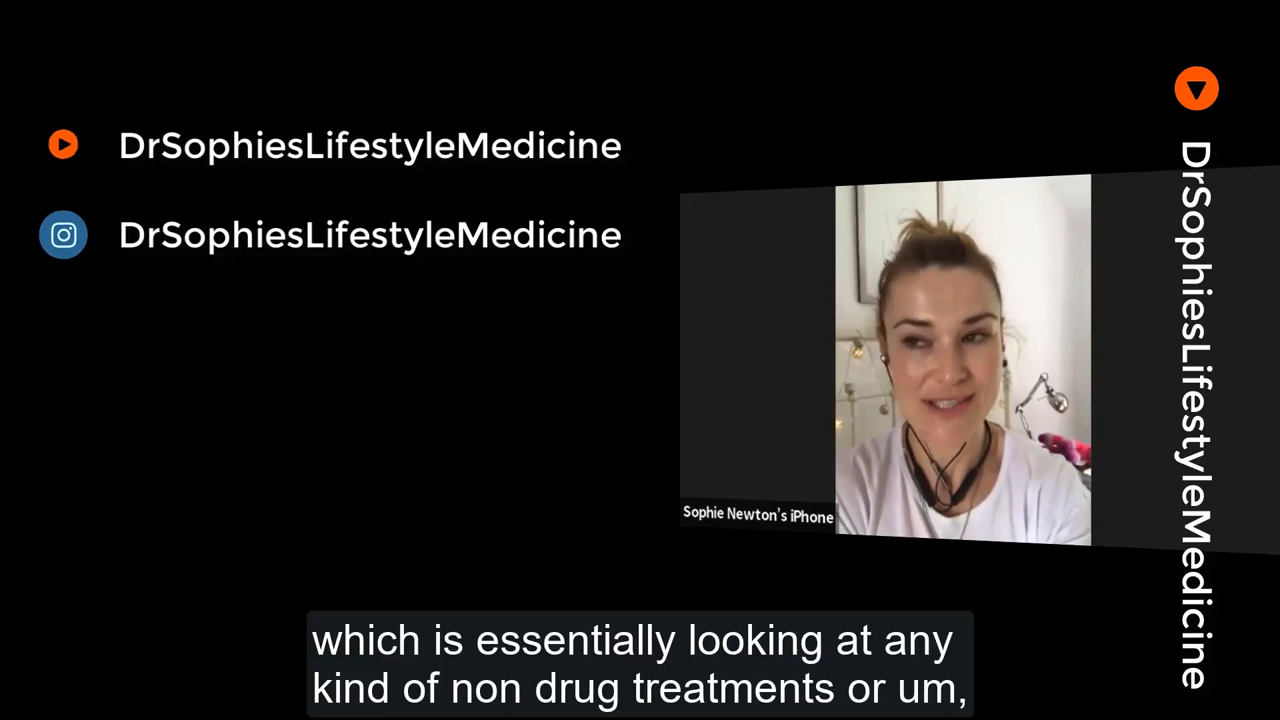 DrSophiesLifestyleMedicine
DrSophiesLifestyleMedicine
DrSophiesLifestyleMedicine
Sophie Newton's iPhone
which is essentially looking at any
kind of non drug treatments or um,